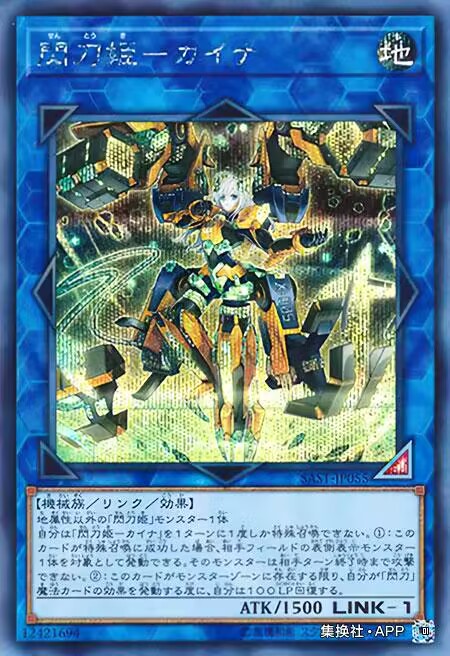 閃刀姫－カイナ
地
SAST-JP055
【機械族／リンク／効果】
地属性以外の「閃刀姫」モンスター１体
自分は「閃刀姫－カイナ」を１ターンに１度しか特殊召喚できない。①：こ
のカードが特殊召喚に成功した場合、相手フィールドの表側表示モンスター
１体を対象として発動できる。そのモンスターは相手ターン終了時まで攻撃
できない。②：このカードがモンスターゾーンに存在する限り、自分が「閃刀」
魔法カードの効果を発動する度に、自分は１００LP回復する。
ATK/1500 LINK-1
12421694
集換社・APP